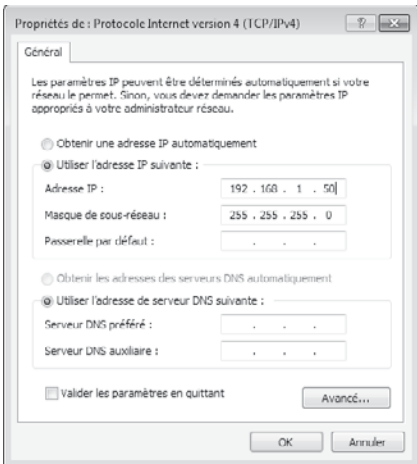 Propriétés de : Protocole Internet version 4 (TCP/IPv4)
Général
Les paramètres IP peuvent être déterminés automatiquement si votre
réseau le permet. Sinon, vous devez demander les paramètres IP
appropriés à votre administrateur réseau.
Obtenir une adresse IP automatiquement
Utiliser l'adresse IP suivante :
Adresse IP : 192 . 168 . 1 . 50
Masque de sous-réseau : 255 . 255 . 255 . 0
Passerelle par défaut : . . .
Obtenir les adresses des serveurs DNS automatiquement
Utiliser l'adresse de serveur DNS suivante :
Serveur DNS préféré : . . .
Serveur DNS auxiliaire : . . .
Valider les paramètres en quittant
Avancé...
OK Annuler